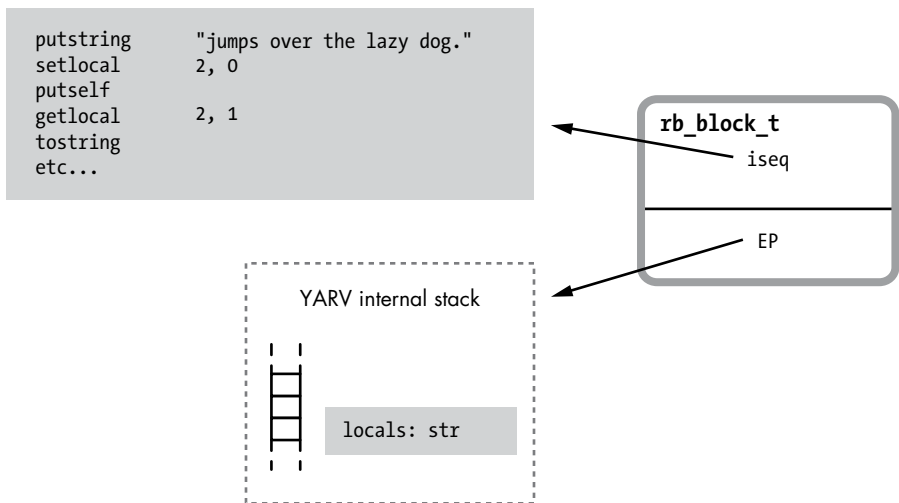 putstring "jumps over the lazy dog."
setlocal 2, 0
putself
getlocal 2, 1
tostring
etc...
rb_block_t
iseq
EP
YARV internal stack
locals: str